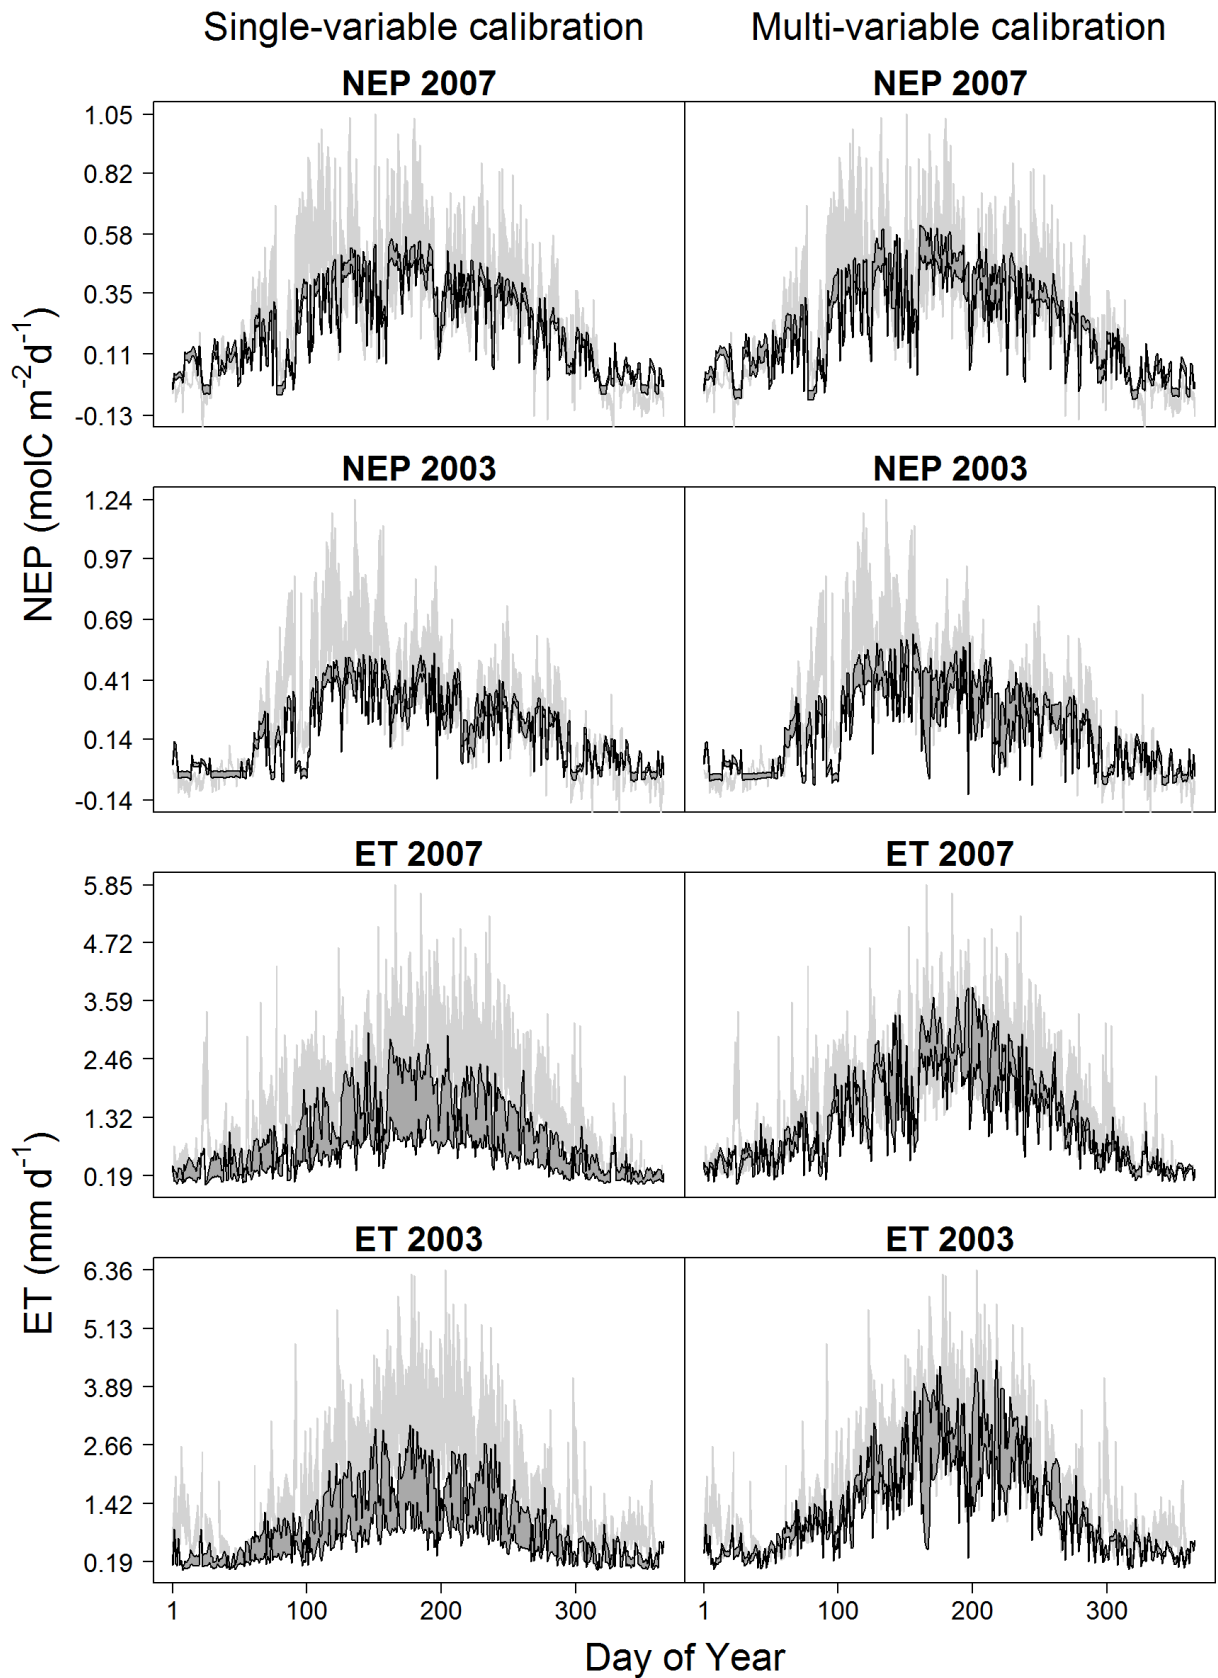 Single-variable calibration
Multi-variable calibration
NEP 2007
NEP 2007
1.05
0.82
0.58
0.35
0.11
-0.13
NEP 2003
NEP 2003
1.24
0.97
0.69
0.41
0.14
-0.14
NEP (molC m⁻²d⁻¹)
ET 2007
ET 2007
5.85
4.72
3.59
2.46
1.32
0.19
ET 2003
ET 2003
6.36
5.13
3.89
2.66
1.42
0.19
ET (mm d⁻¹)
1 100 200 300
1 100 200 300
Day of Year